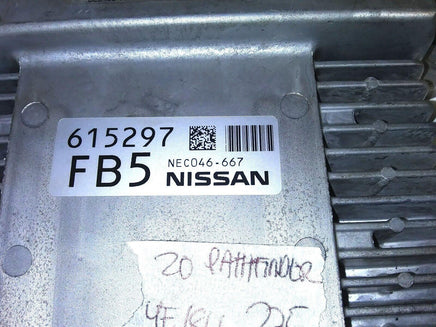 615297
FB5 NEC046-667
NISSAN
20 PATHFINDER